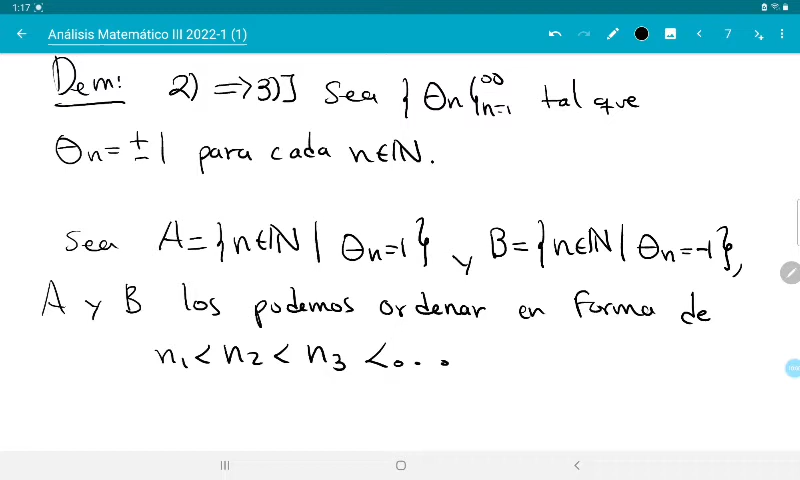 1:17
Análisis Matemático III 2022-1 (1)
7
Dem: 2) => 3)] Sea {θn}n=1^∞ tal que
θn = ±1 para cada n∈ℕ.
Sea A = {n∈ℕ | θn=1} y B = {n∈ℕ | θn=-1},
A y B los podemos ordenar en forma de
n1 < n2 < n3 < ...